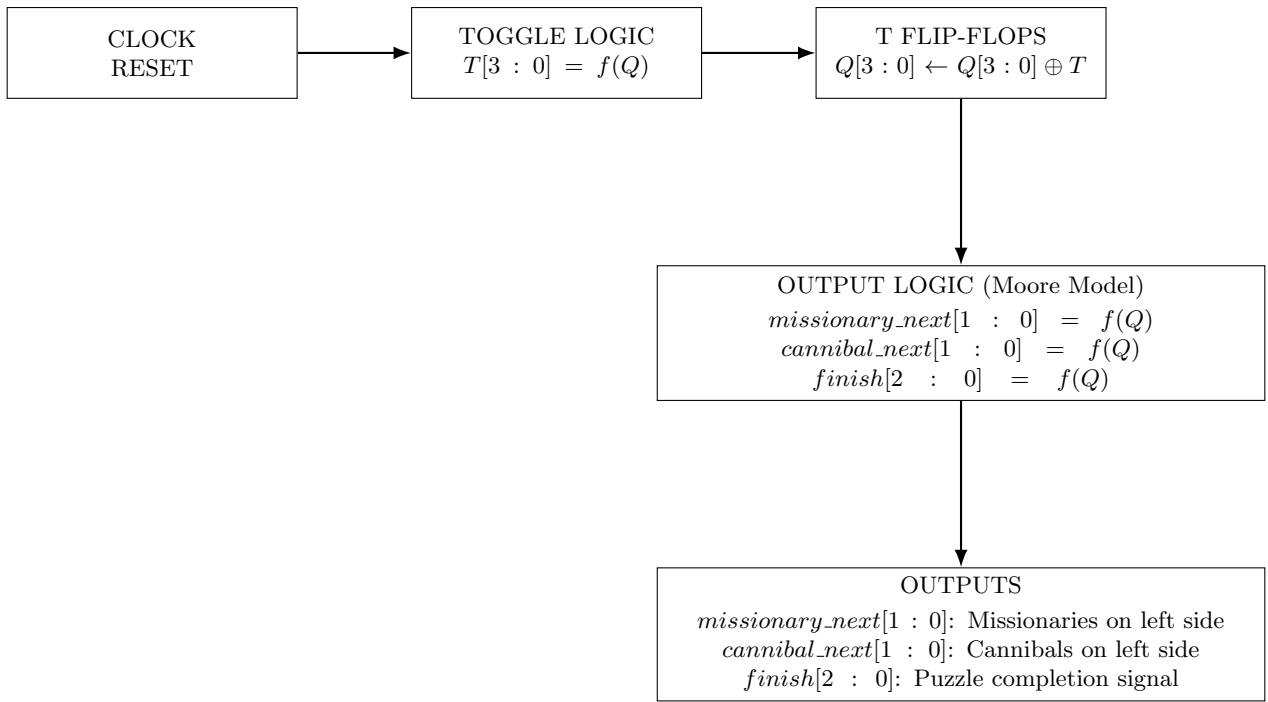 CLOCK
RESET
TOGGLE LOGIC
T[3 : 0] = f(Q)
T FLIP-FLOPS
Q[3 : 0] ← Q[3 : 0] ⊕ T
OUTPUT LOGIC (Moore Model)
missionary_next[1 : 0] = f(Q)
cannibal_next[1 : 0] = f(Q)
finish[2 : 0] = f(Q)
OUTPUTS
missionary_next[1 : 0]: Missionaries on left side
cannibal_next[1 : 0]: Cannibals on left side
finish[2 : 0]: Puzzle completion signal